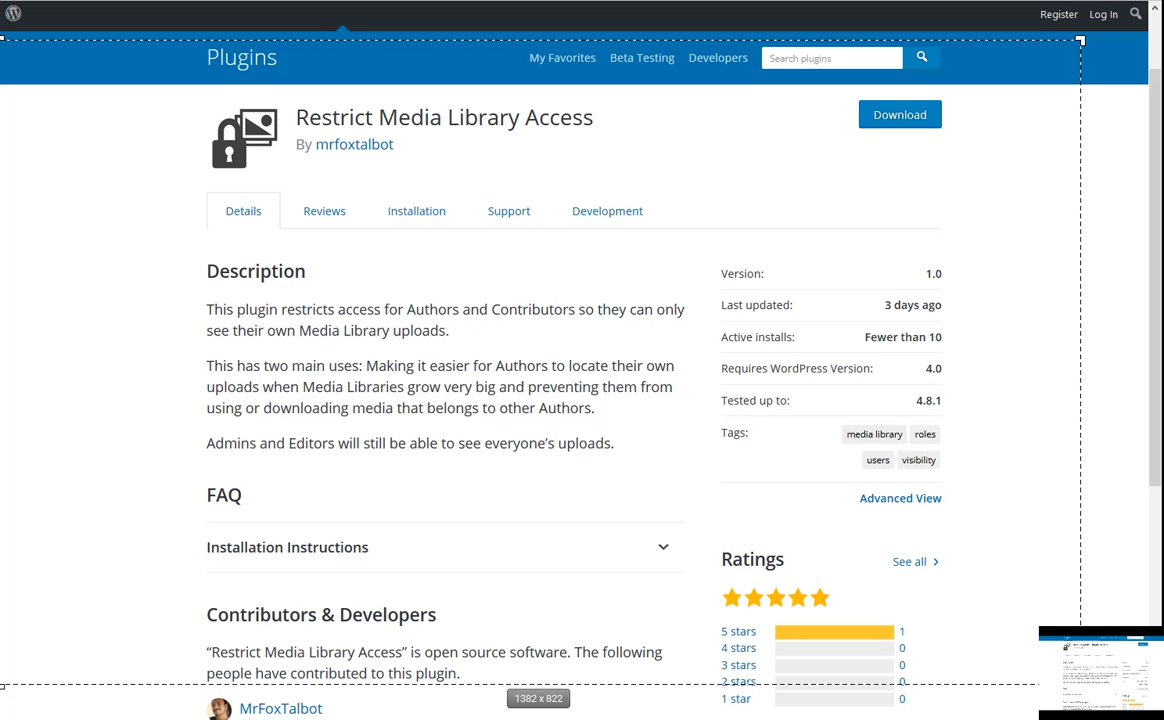 Register Log In
Plugins
My Favorites Beta Testing Developers Search plugins
Restrict Media Library Access
Download
By mrfoxtalbot
Details Reviews Installation Support Development
Description
This plugin restricts access for Authors and Contributors so they can only
see their own Media Library uploads.
This has two main uses: Making it easier for Authors to locate their own
uploads when Media Libraries grow very big and preventing them from
using or downloading media that belongs to other Authors.
Admins and Editors will still be able to see everyone's uploads.
FAQ
Installation Instructions
Contributors & Developers
“Restrict Media Library Access” is open source software. The following
people have contributed to this plugin.
MrFoxTalbot
Version: 1.0
Last updated: 3 days ago
Active installs: Fewer than 10
Requires WordPress Version: 4.0
Tested up to: 4.8.1
Tags: media library roles
users visibility
Advanced View
Ratings See all
5 stars 1
4 stars 0
3 stars 0
2 stars 0
1 star 0
1382 x 822